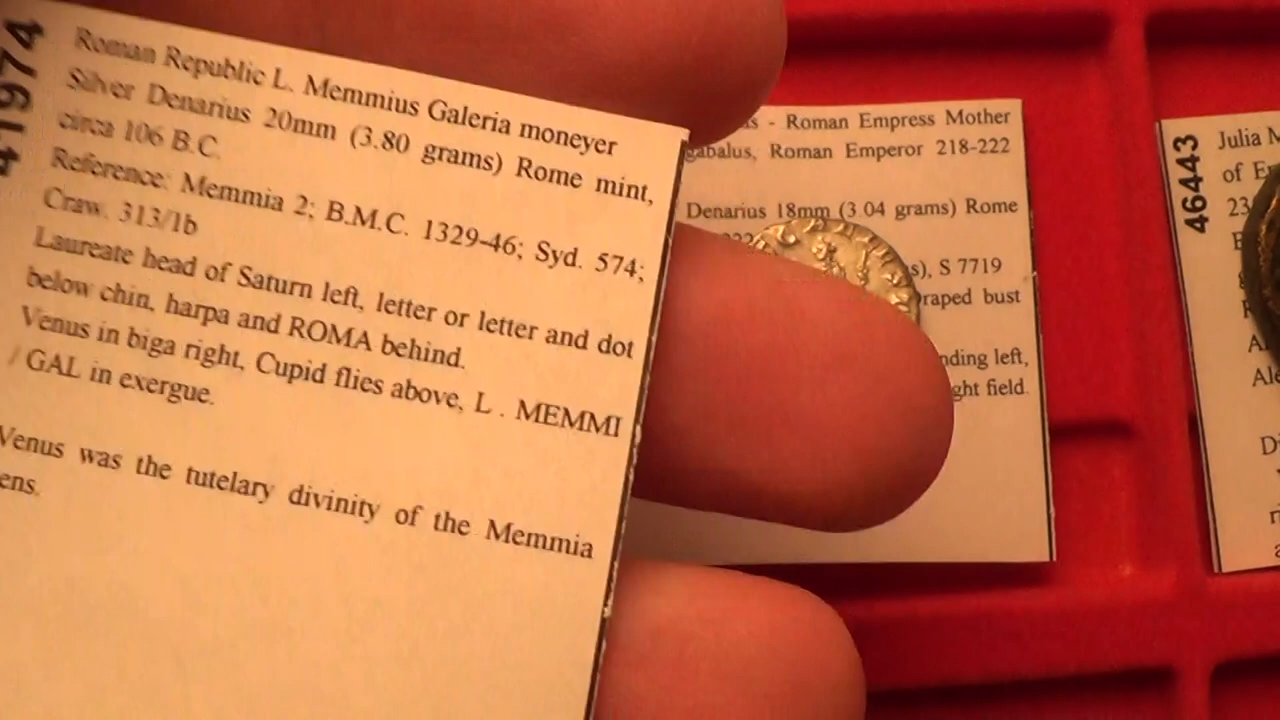 41974
Roman Republic L. Memmius Galeria moneyer
Silver Denarius 20mm (3.80 grams) Rome mint,
circa 106 B.C.
Reference: Memmia 2; B.M.C. 1329-46; Syd. 574;
Craw. 313/1b
Laureate head of Saturn left, letter or letter and dot
below chin, harpa and ROMA behind.
Venus in biga right, Cupid flies above, L . MEMMI
/ GAL in exergue.
Venus was the tutelary divinity of the Memmia
ens.
- Roman Empress Mother
gabalus, Roman Emperor 218-222
Denarius 18mm (3.04 grams) Rome
s), S 7719
raped bust
nding left,
ght field.
46443
Julia
of